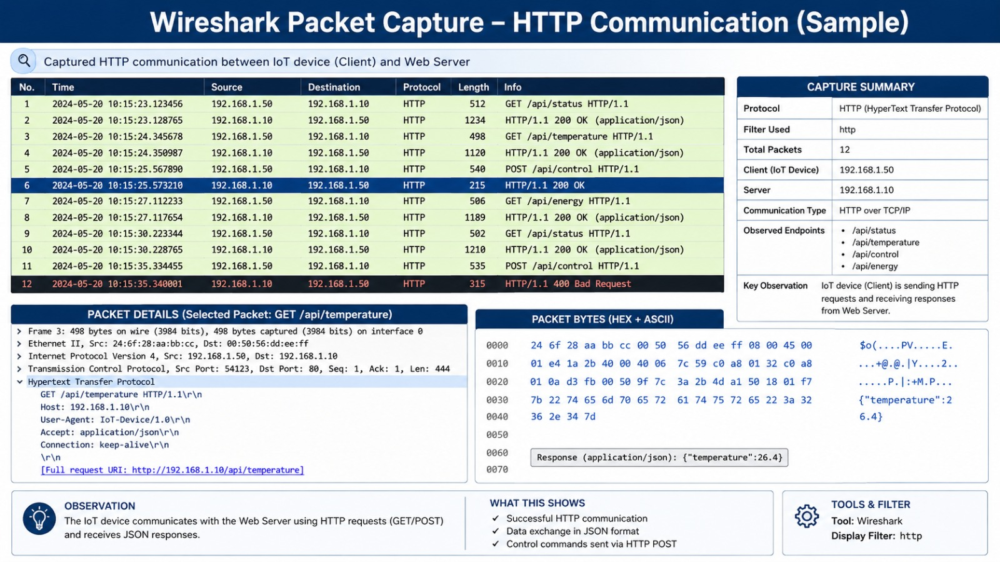 Wireshark Packet Capture – HTTP Communication (Sample)
Captured HTTP communication between IoT device (Client) and Web Server
No. Time Source Destination Protocol Length Info
1 2024-05-20 10:15:23.123456 192.168.1.50 192.168.1.10 HTTP 512 GET /api/status HTTP/1.1
2 2024-05-20 10:15:23.128765 192.168.1.10 192.168.1.50 HTTP 1234 HTTP/1.1 200 OK (application/json)
3 2024-05-20 10:15:24.345678 192.168.1.50 192.168.1.10 HTTP 498 GET /api/temperature HTTP/1.1
4 2024-05-20 10:15:24.350987 192.168.1.10 192.168.1.50 HTTP 1120 HTTP/1.1 200 OK (application/json)
5 2024-05-20 10:15:25.567890 192.168.1.50 192.168.1.10 HTTP 540 POST /api/control HTTP/1.1
6 2024-05-20 10:15:25.573210 192.168.1.10 192.168.1.50 HTTP 215 HTTP/1.1 200 OK
7 2024-05-20 10:15:27.112233 192.168.1.50 192.168.1.10 HTTP 506 GET /api/energy HTTP/1.1
8 2024-05-20 10:15:27.117654 192.168.1.10 192.168.1.50 HTTP 1189 HTTP/1.1 200 OK (application/json)
9 2024-05-20 10:15:30.223344 192.168.1.50 192.168.1.10 HTTP 502 GET /api/status HTTP/1.1
10 2024-05-20 10:15:30.228765 192.168.1.10 192.168.1.50 HTTP 1210 HTTP/1.1 200 OK (application/json)
11 2024-05-20 10:15:35.334455 192.168.1.50 192.168.1.10 HTTP 535 POST /api/control HTTP/1.1
12 2024-05-20 10:15:35.340001 192.168.1.10 192.168.1.50 HTTP 315 HTTP/1.1 400 Bad Request
CAPTURE SUMMARY
Protocol HTTP (HyperText Transfer Protocol)
Filter Used http
Total Packets 12
Client (IoT Device) 192.168.1.50
Server 192.168.1.10
Communication Type HTTP over TCP/IP
Observed Endpoints • /api/status
• /api/temperature
• /api/control
• /api/energy
Key Observation IoT device (Client) is sending HTTP
requests and receiving responses
from Web Server.
PACKET DETAILS (Selected Packet: GET /api/temperature)
Frame 3: 498 bytes on wire (3984 bits), 498 bytes captured (3984 bits) on interface 0
Ethernet II, Src: 24:6f:28:aa:bb:cc, Dst: 00:50:56:dd:ee:ff
Internet Protocol Version 4, Src: 192.168.1.50, Dst: 192.168.1.10
Transmission Control Protocol, Src Port: 54123, Dst Port: 80, Seq: 1, Ack: 1, Len: 444
Hypertext Transfer Protocol
GET /api/temperature HTTP/1.1\r\n
Host: 192.168.1.10\r\n
User-Agent: IoT-Device/1.0\r\n
Accept: application/json\r\n
Connection: keep-alive\r\n
\r\n
[Full request URI: http://192.168.1.10/api/temperature]
PACKET BYTES (HEX + ASCII)
0000 24 6f 28 aa bb cc 00 50 56 dd ee ff 08 00 45 00 $o(....PV.....E.
0010 01 e4 1a 2b 40 00 40 06 7c 59 c0 a8 01 32 c0 a8 ...+@.@.|Y....2..
0020 01 0a d3 fb 00 50 9f 7c 3a 2b 4d a1 50 18 01 f7 .....P.|:+M.P...
0030 7b 22 74 65 6d 70 65 72 61 74 75 72 65 22 3a 32 {"temperature":2
0040 36 2e 34 7d 6.4}
0050
0060 Response (application/json): {"temperature":26.4}
0070
OBSERVATION
The IoT device communicates with the Web Server using HTTP requests (GET/POST)
and receives JSON responses.
WHAT THIS SHOWS
✓ Successful HTTP communication
✓ Data exchange in JSON format
✓ Control commands sent via HTTP POST
TOOLS & FILTER
Tool: Wireshark
Display Filter: http